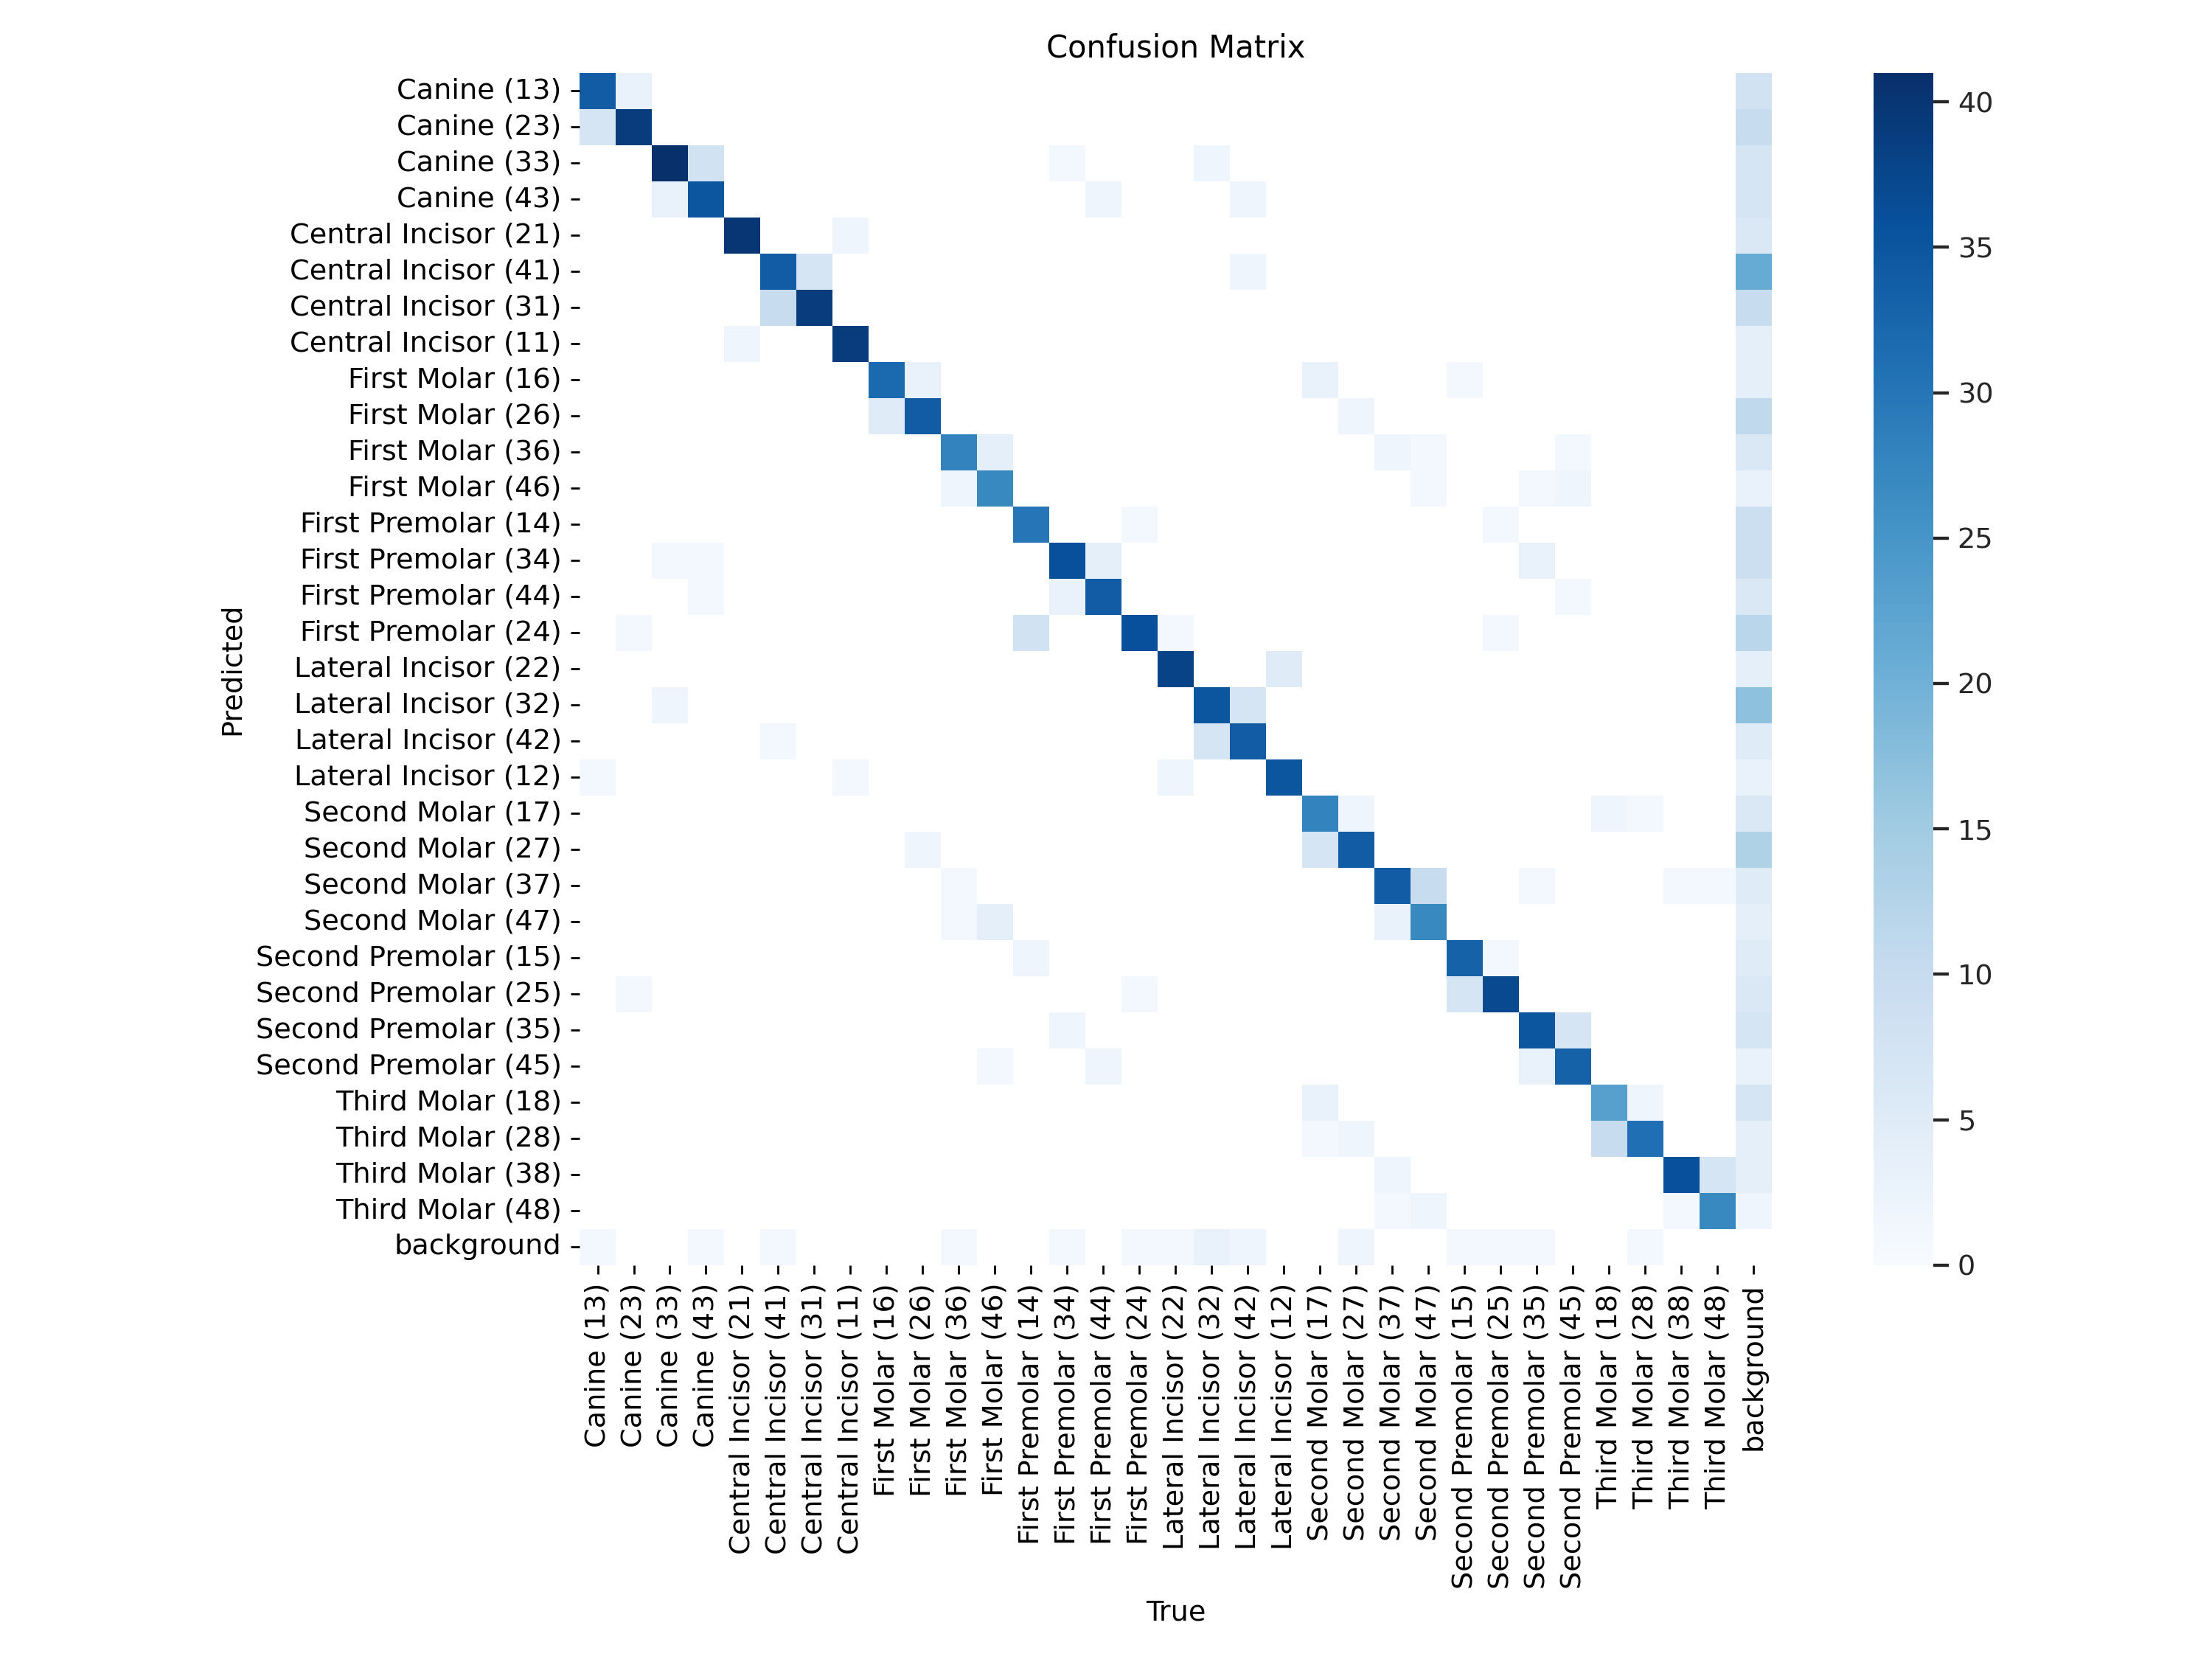 Confusion Matrix
Predicted
Canine (13)
Canine (23)
Canine (33)
Canine (43)
Central Incisor (21)
Central Incisor (41)
Central Incisor (31)
Central Incisor (11)
First Molar (16)
First Molar (26)
First Molar (36)
First Molar (46)
First Premolar (14)
First Premolar (34)
First Premolar (44)
First Premolar (24)
Lateral Incisor (22)
Lateral Incisor (32)
Lateral Incisor (42)
Lateral Incisor (12)
Second Molar (17)
Second Molar (27)
Second Molar (37)
Second Molar (47)
Second Premolar (15)
Second Premolar (25)
Second Premolar (35)
Second Premolar (45)
Third Molar (18)
Third Molar (28)
Third Molar (38)
Third Molar (48)
background
Canine (13)
Canine (23)
Canine (33)
Canine (43)
Central Incisor (21)
Central Incisor (41)
Central Incisor (31)
Central Incisor (11)
First Molar (16)
First Molar (26)
First Molar (36)
First Molar (46)
First Premolar (14)
First Premolar (34)
First Premolar (44)
First Premolar (24)
Lateral Incisor (22)
Lateral Incisor (32)
Lateral Incisor (42)
Lateral Incisor (12)
Second Molar (17)
Second Molar (27)
Second Molar (37)
Second Molar (47)
Second Premolar (15)
Second Premolar (25)
Second Premolar (35)
Second Premolar (45)
Third Molar (18)
Third Molar (28)
Third Molar (38)
Third Molar (48)
background
True
40
35
30
25
20
15
10
5
0